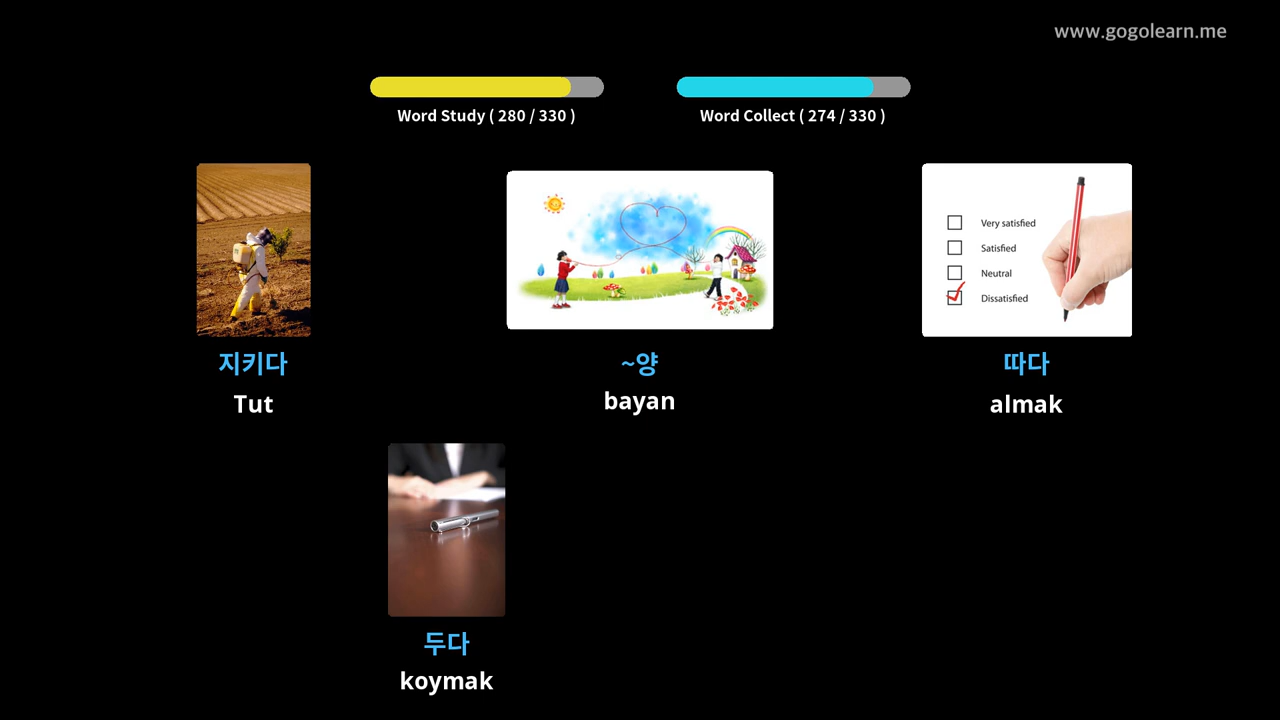 www.gogolearn.me
Word Study ( 280 / 330 )
Word Collect ( 274 / 330 )
Very satisfied
Satisfied
Neutral
Dissatisfied
지키다
Tut
~양
bayan
따다
almak
두다
koymak